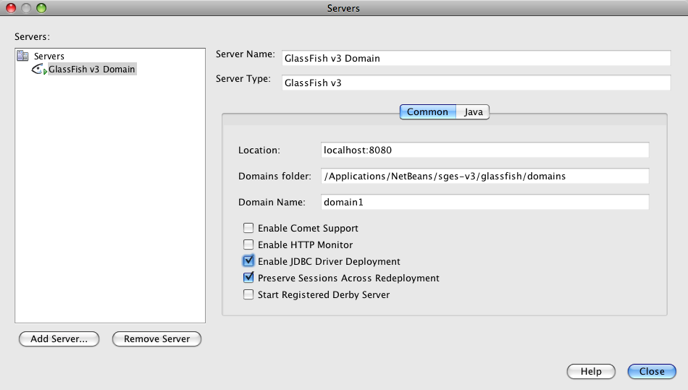 Servers
Servers:
Servers
GlassFish v3 Domain
Server Name: GlassFish v3 Domain
Server Type: GlassFish v3
Common Java
Location: localhost:8080
Domains folder: /Applications/NetBeans/sges-v3/glassfish/domains
Domain Name: domain1
Enable Comet Support
Enable HTTP Monitor
Enable JDBC Driver Deployment
Preserve Sessions Across Redeployment
Start Registered Derby Server
Add Server... Remove Server
Help Close